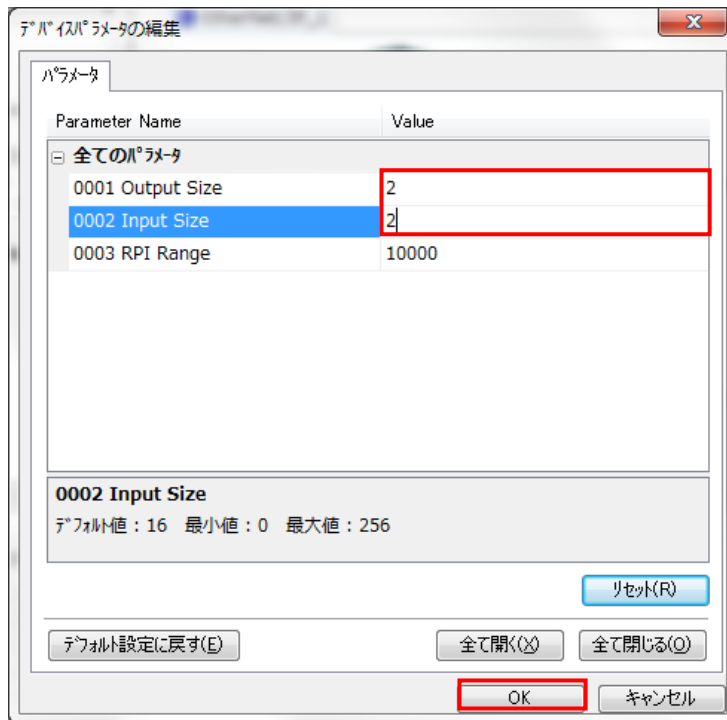 デバイスパラメータの編集
パラメータ
Parameter Name Value
全てのパラメータ
0001 Output Size 2
0002 Input Size 2
0003 RPI Range 10000
0002 Input Size
デフォルト値：16 最小値：0 最大値：256
リセット(R)
デフォルト設定に戻す(E) 全て開く(X) 全て閉じる(O)
OK キャンセル